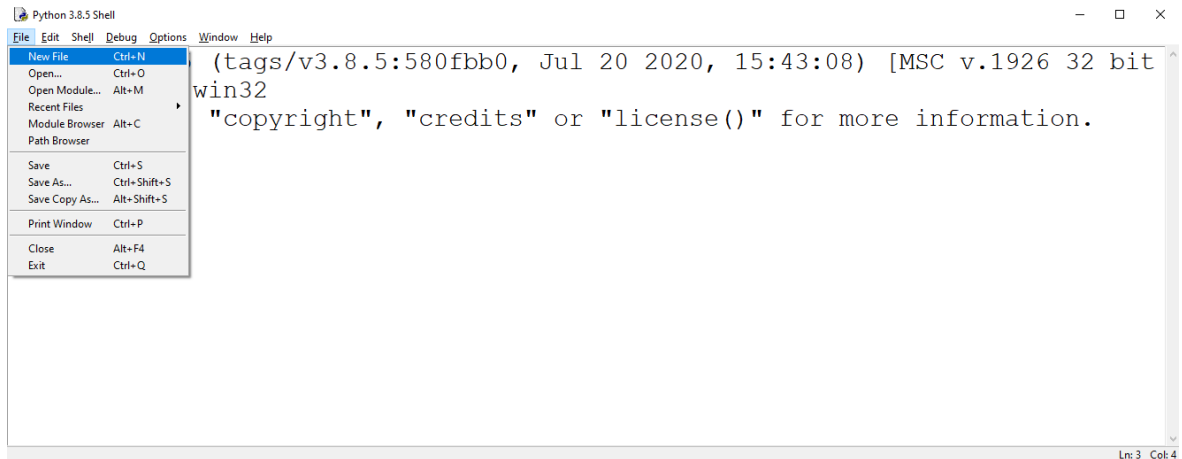 Python 3.8.5 Shell
File Edit Shell Debug Options Window Help
(tags/v3.8.5:580fbb0, Jul 20 2020, 15:43:08) [MSC v.1926 32 bit
win32
"copyright", "credits" or "license()" for more information.
New File Ctrl+N
Open... Ctrl+O
Open Module... Alt+M
Recent Files
Module Browser Alt+C
Path Browser
Save Ctrl+S
Save As... Ctrl+Shift+S
Save Copy As... Alt+Shift+S
Print Window Ctrl+P
Close Alt+F4
Exit Ctrl+Q
Ln: 3 Col: 4